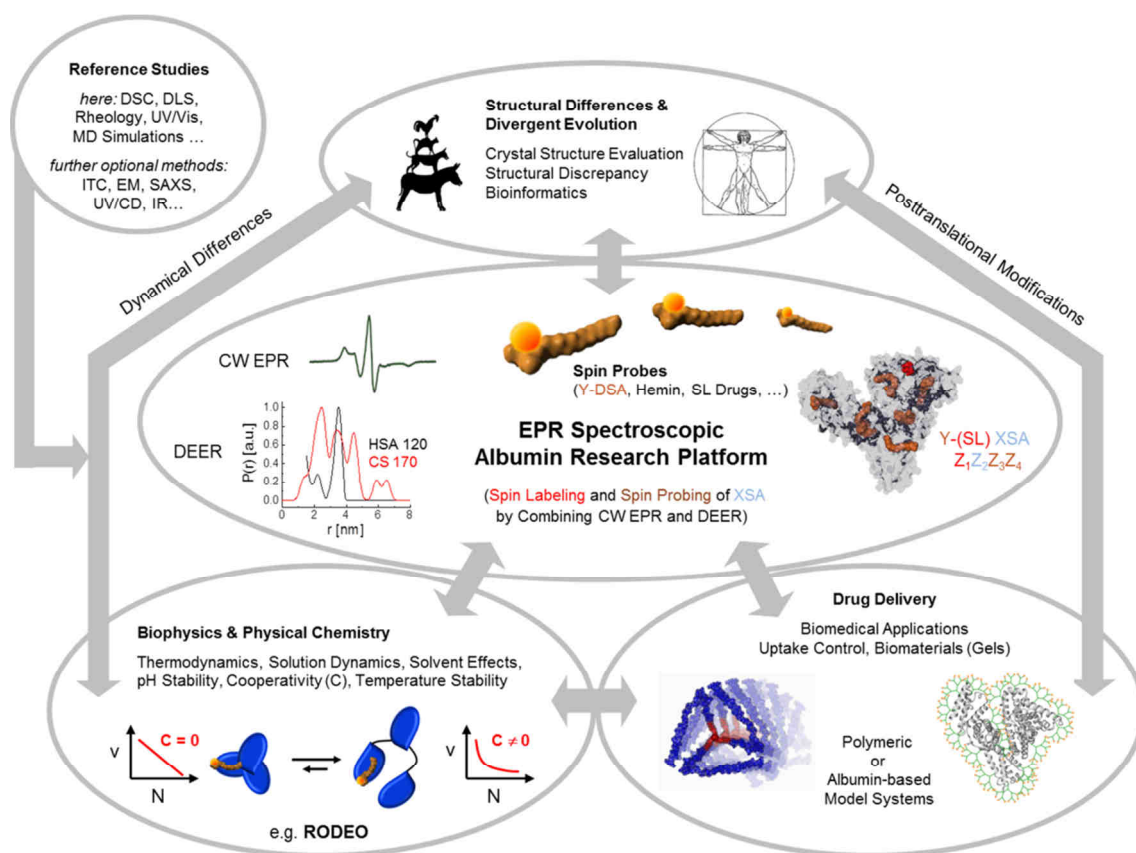 Reference Studies
here: DSC, DLS,
Rheology, UV/Vis,
MD Simulations ...
further optional methods:
ITC, EM, SAXS,
UV/CD, IR...
Structural Differences &
Divergent Evolution
Crystal Structure Evaluation
Structural Discrepancy
Bioinformatics
Dynamical Differences
Posttranslational Modifications
CW EPR
Spin Probes
(Y-DSA, Hemin, SL Drugs, ...)
DEER
P(r) [a.u.]
1.0
0.8
0.6
0.4
0.2
0.0
HSA 120
CS 170
0 2 4 6 8
r [nm]
EPR Spectroscopic
Albumin Research Platform
(Spin Labeling and Spin Probing of XSA
by Combining CW EPR and DEER)
Y-(SL) XSA
Z₁Z₂Z₃Z₄
Biophysics & Physical Chemistry
Thermodynamics, Solution Dynamics, Solvent Effects,
pH Stability, Cooperativity (C), Temperature Stability
v
C = 0
N
v
C ≠ 0
N
e.g. RODEO
Drug Delivery
Biomedical Applications
Uptake Control, Biomaterials (Gels)
Polymeric
or
Albumin-based
Model Systems